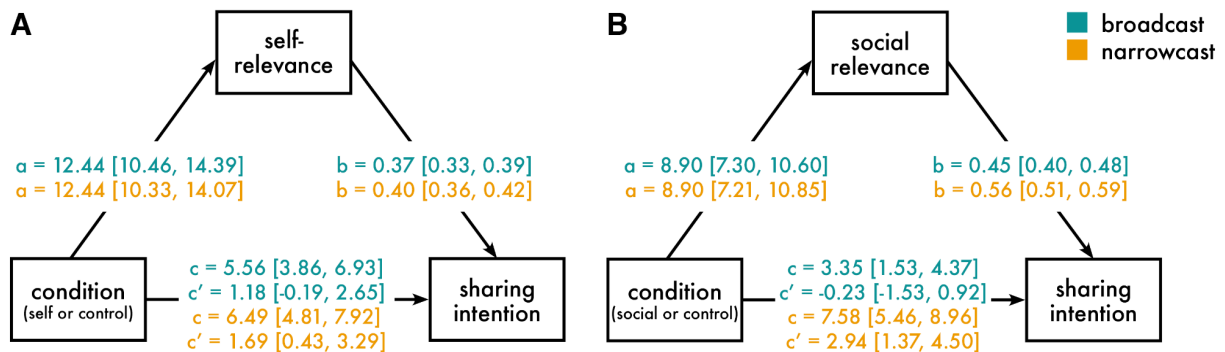 A
self-
relevance
a = 12.44 [10.46, 14.39]
a = 12.44 [10.33, 14.07]
b = 0.37 [0.33, 0.39]
b = 0.40 [0.36, 0.42]
condition
(self or control)
c = 5.56 [3.86, 6.93]
c' = 1.18 [-0.19, 2.65]
c = 6.49 [4.81, 7.92]
c' = 1.69 [0.43, 3.29]
sharing
intention
B
social
relevance
broadcast
narrowcast
a = 8.90 [7.30, 10.60]
a = 8.90 [7.21, 10.85]
b = 0.45 [0.40, 0.48]
b = 0.56 [0.51, 0.59]
condition
(social or control)
c = 3.35 [1.53, 4.37]
c' = -0.23 [-1.53, 0.92]
c = 7.58 [5.46, 8.96]
c' = 2.94 [1.37, 4.50]
sharing
intention